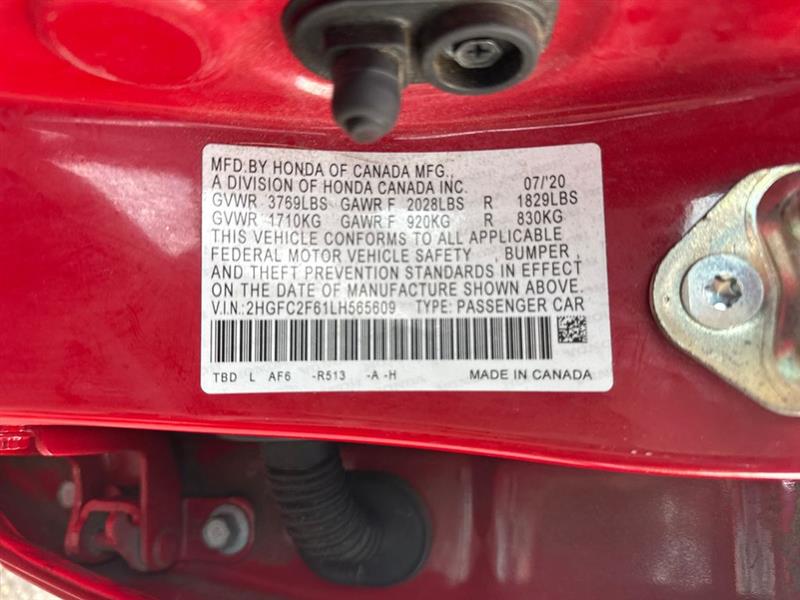 MFD.BY HONDA OF CANADA MFG.,
A DIVISION OF HONDA CANADA INC. 07/'20
GVWR 3769LBS GAWR F 2028LBS R 1829LBS
GVWR 1710KG GAWR F 920KG R 830KG
THIS VEHICLE CONFORMS TO ALL APPLICABLE
FEDERAL MOTOR VEHICLE SAFETY , BUMPER ,
AND THEFT PREVENTION STANDARDS IN EFFECT
ON THE DATE OF MANUFACTURE SHOWN ABOVE.
V.I.N.: 2HGFC2F61LH565609 TYPE: PASSENGER CAR
TBD L AF6 -R513 -A -H MADE IN CANADA